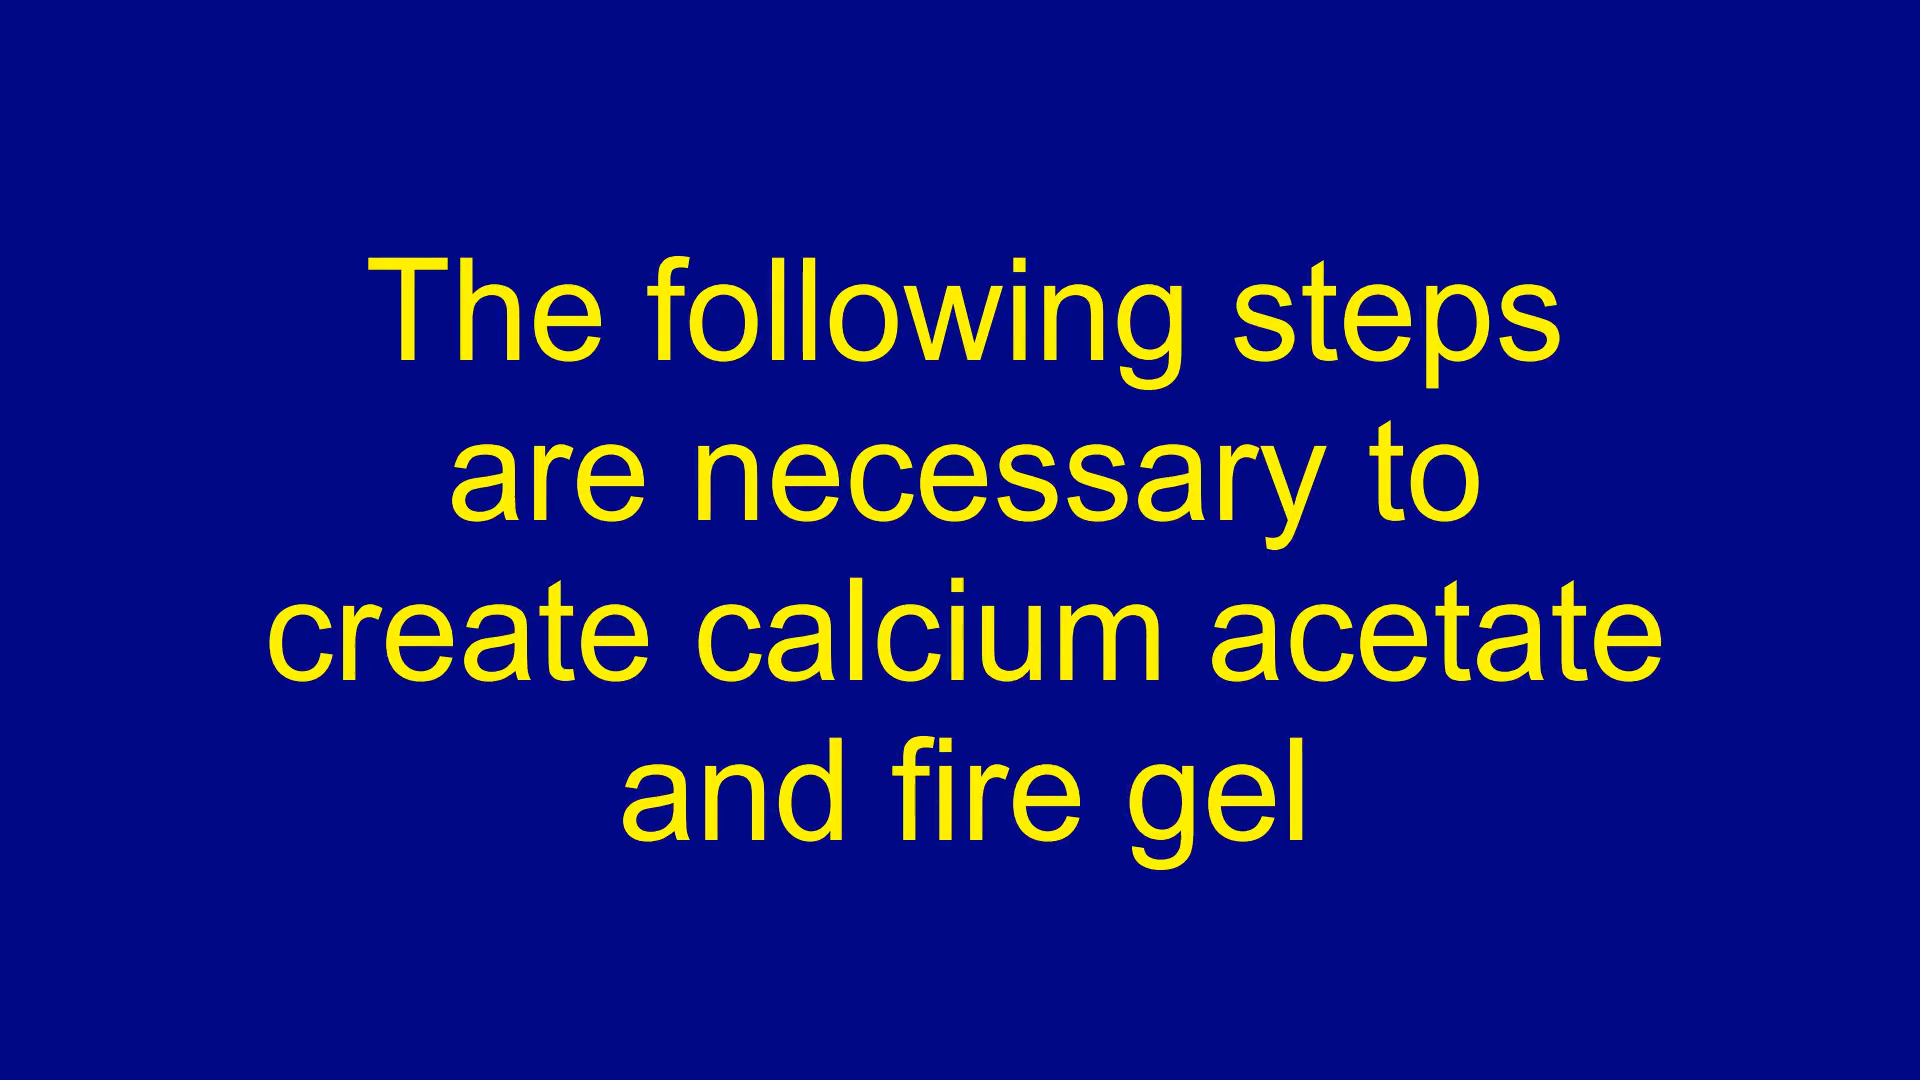 The following steps
are necessary to
create calcium acetate
and fire gel